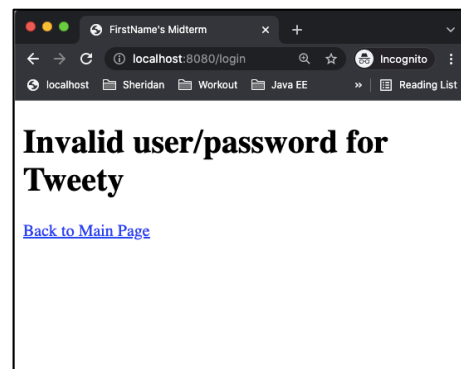 FirstName's Midterm
localhost:8080/login
Incognito
localhost Sheridan Workout Java EE » Reading List
Invalid user/password for
Tweety
Back to Main Page